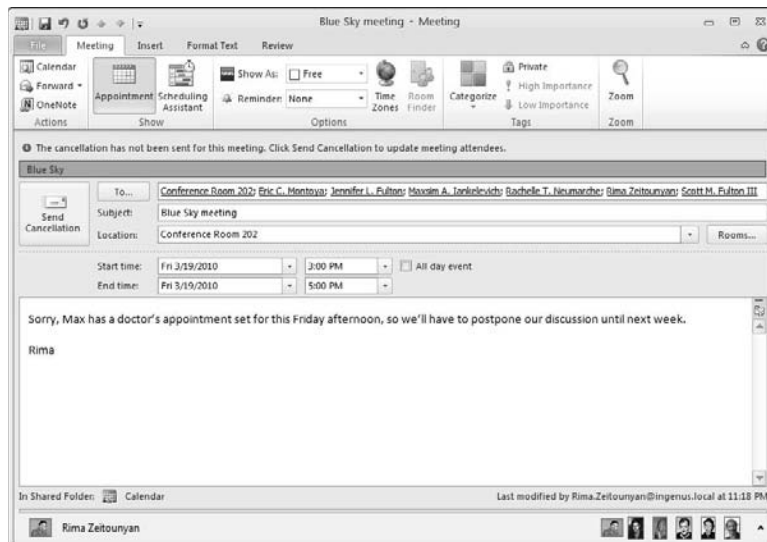 Blue Sky meeting - Meeting
File Meeting Insert Format Text Review
Calendar
Forward
OneNote
Actions
Appointment Scheduling Assistant
Show
Show As: Free
Reminder: None
Time Zones
Room Finder
Options
Categorize
Private
High Importance
Low Importance
Tags
Zoom
Zoom
The cancellation has not been sent for this meeting. Click Send Cancellation to update meeting attendees.
Blue Sky
Send Cancellation
To... Conference Room 202; Eric C. Montoya; Jennifer L. Fulton; Maxsim A. Iankelevich; Rachelle T. Neumarche; Rima Zeitounyan; Scott M. Fulton III
Subject: Blue Sky meeting
Location: Conference Room 202 Rooms...
Start time: Fri 3/19/2010 3:00 PM All day event
End time: Fri 3/19/2010 5:00 PM
Sorry, Max has a doctor's appointment set for this Friday afternoon, so we'll have to postpone our discussion until next week.
Rima
In Shared Folder: Calendar Last modified by Rima.Zeitounyan@ingenus.local at 11:18 PM
Rima Zeitounyan